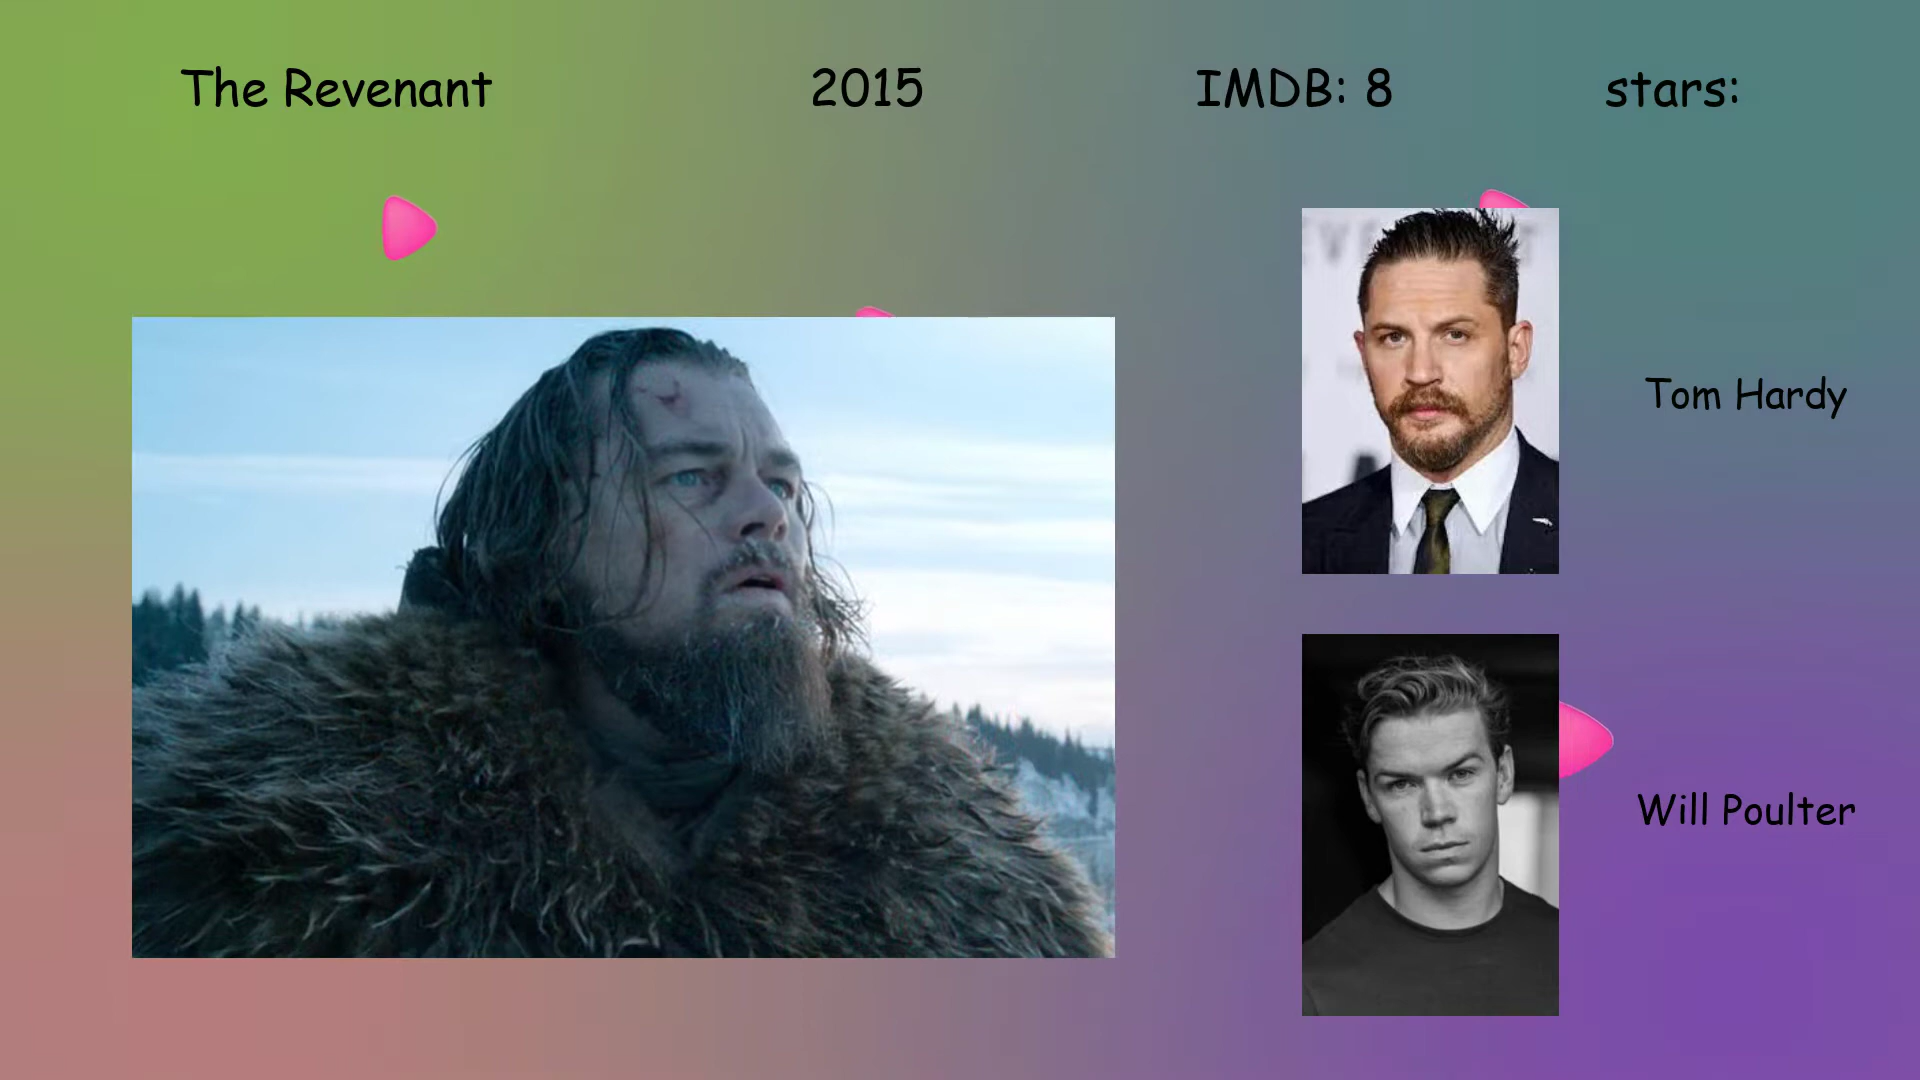 The Revenant
2015
IMDB: 8
stars:
Tom Hardy
Will Poulter